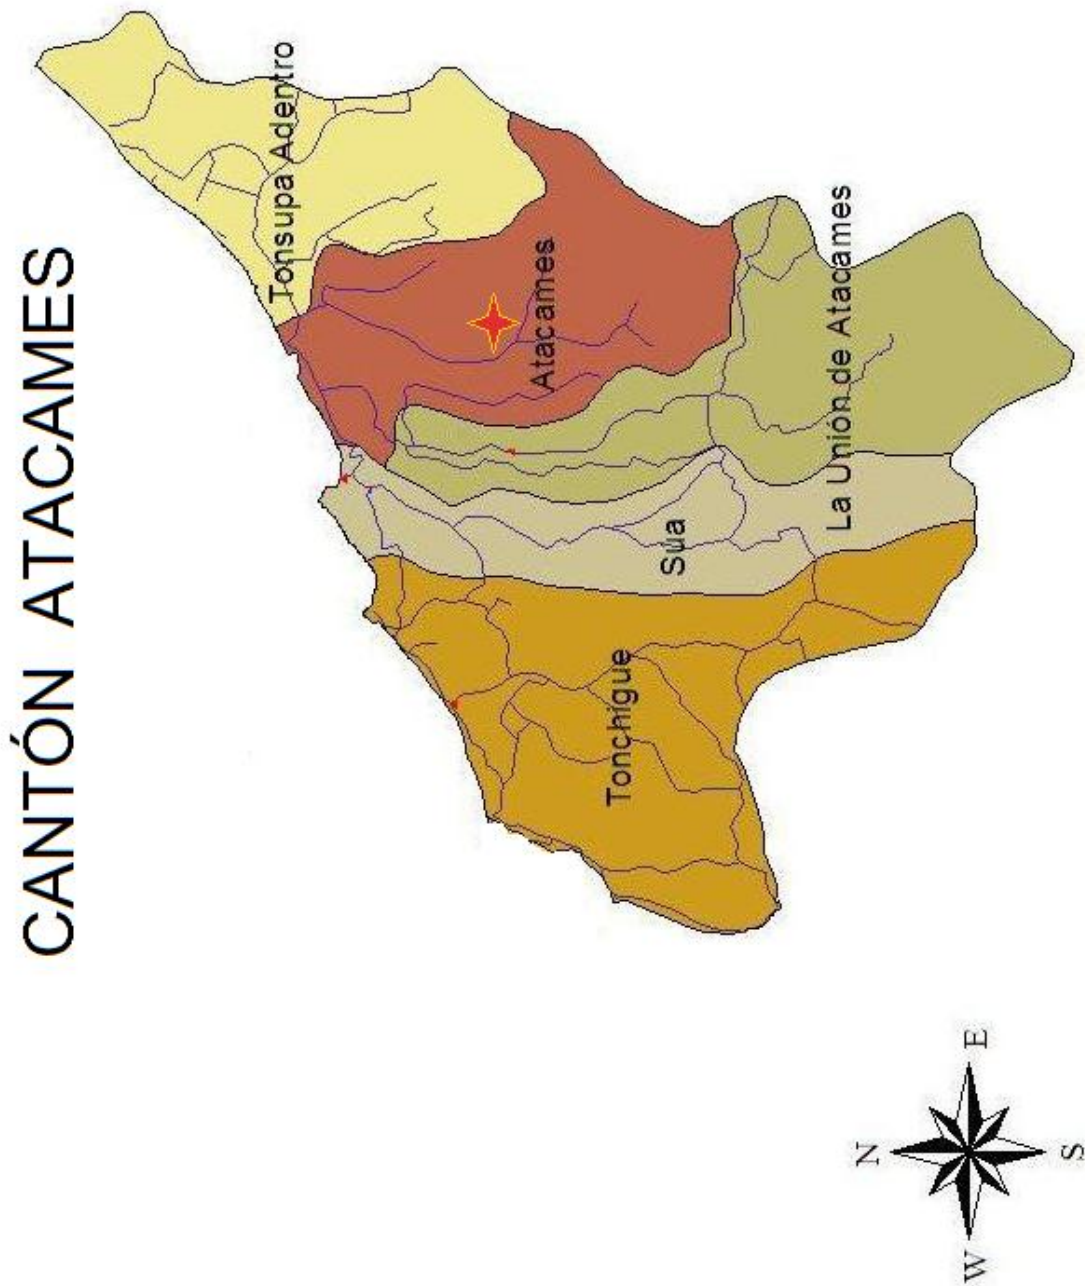 CANTÓN ATACAMES
Tonsupa Adentro
Atacames
La Unión de Atacames
Súa
Tonchigue
N
W
E
S